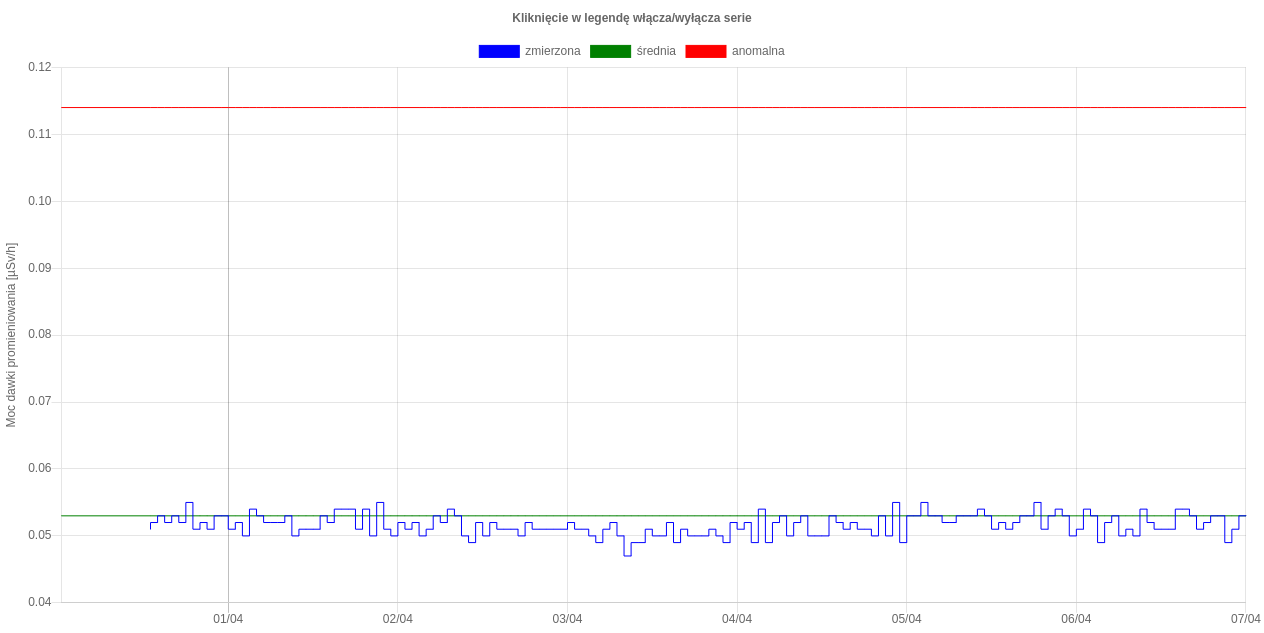 Kliknięcie w legendę włącza/wyłącza serie
zmierzona średnia anomalna
Moc dawki promieniowania [µSv/h]
0.12
0.11
0.10
0.09
0.08
0.07
0.06
0.05
0.04
01/04 02/04 03/04 04/04 05/04 06/04 07/04